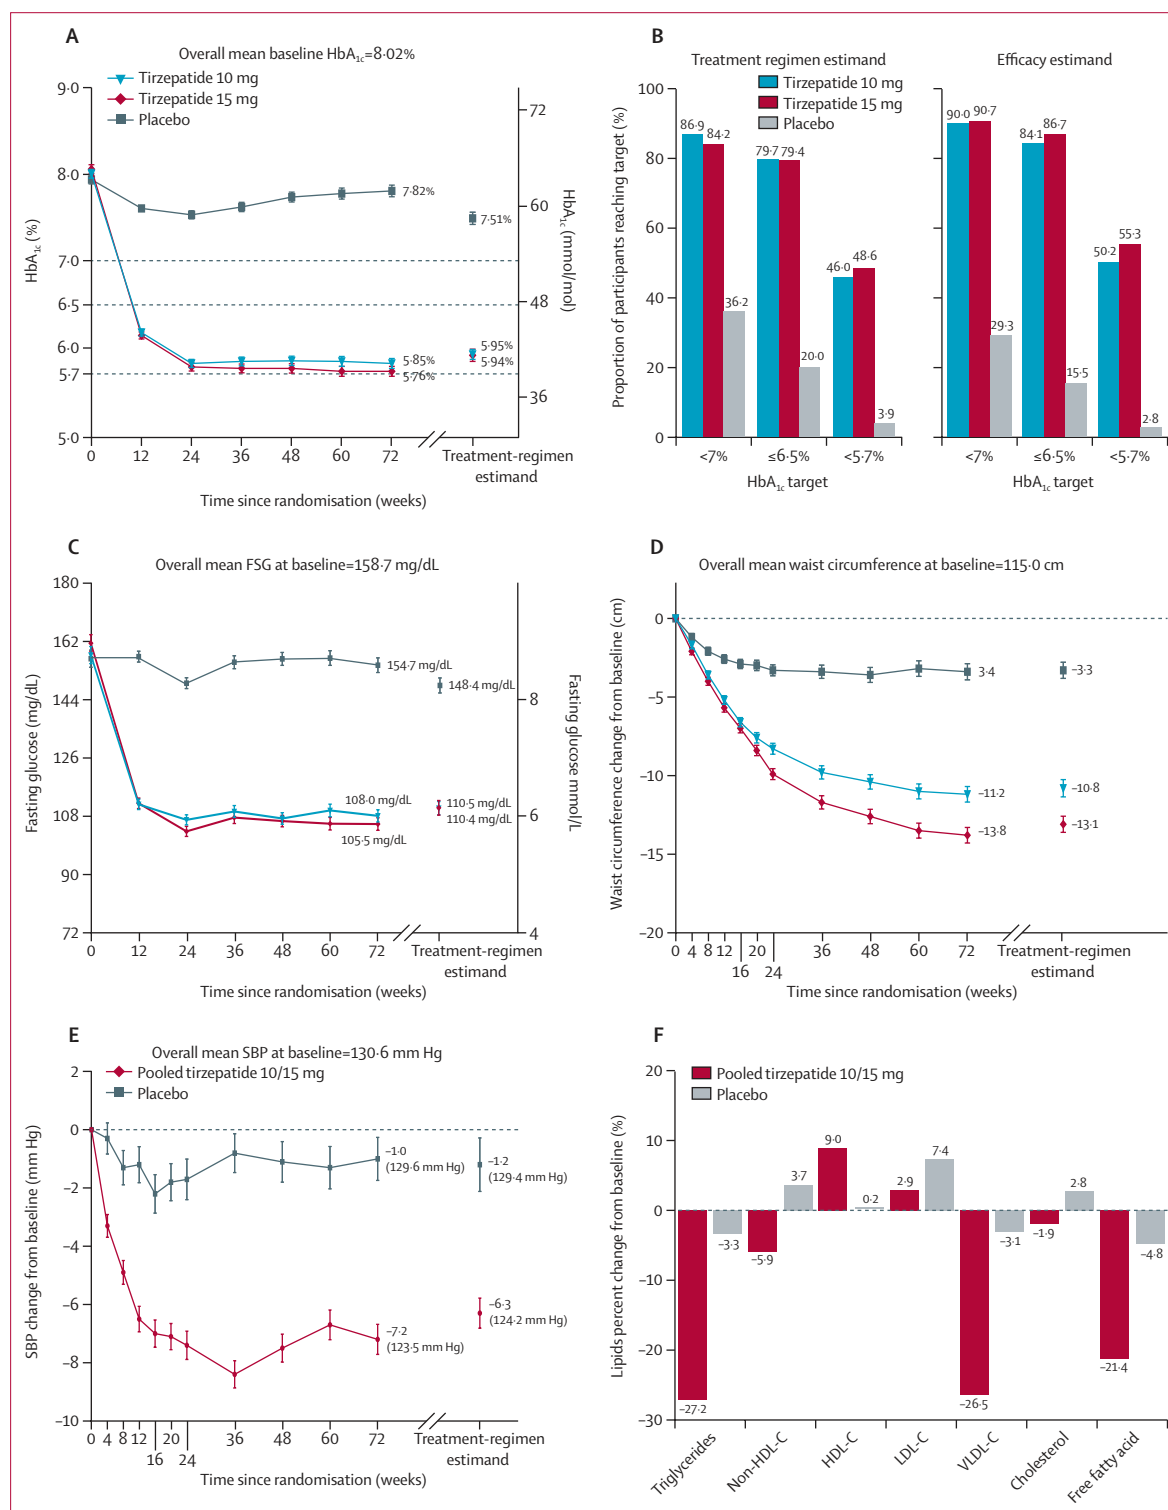 A
Overall mean baseline HbA1c=8·02%
Tirzepatide 10 mg
Tirzepatide 15 mg
Placebo
9·0
8·0
7·0
6·5
6·0
5·7
5·0
HbA1c (%)
72
60
48
36
HbA1c (mmol/mol)
7·82%
7·51%
5·85%
5·76%
5·95%
5·94%
0 12 24 36 48 60 72 Treatment-regimen
estimand
Time since randomisation (weeks)
B
Treatment regimen estimand
Efficacy estimand
Tirzepatide 10 mg
Tirzepatide 15 mg
Placebo
Proportion of participants reaching target (%)
100
80
60
40
20
0
86·9 84·2 36·2
79·7 79·4 20·0
46·0 48·6 3·9
90·0 90·7 29·3
84·1 86·7 15·5
50·2 55·3 2·8
<7% ≤6·5% <5·7%
<7% ≤6·5% <5·7%
HbA1c target
HbA1c target
C
Overall mean FSG at baseline=158·7 mg/dL
180
162
144
126
108
90
72
Fasting glucose (mg/dL)
8
6
4
Fasting glucose mmol/L
154·7 mg/dL
148·4 mg/dL
108·0 mg/dL
105·5 mg/dL
110·5 mg/dL
110·4 mg/dL
0 12 24 36 48 60 72 Treatment-regimen
estimand
Time since randomisation (weeks)
D
Overall mean waist circumference at baseline=115·0 cm
Waist circumference change from baseline (cm)
0
−5
−10
−15
−20
3·4
−3·3
−11·2
−10·8
−13·8
−13·1
0 4 8 12 20 36 48 60 72 Treatment-regimen
16 24 estimand
Time since randomisation (weeks)
E
Overall mean SBP at baseline=130·6 mm Hg
Pooled tirzepatide 10/15 mg
Placebo
SBP change from baseline (mm Hg)
2
0
−2
−4
−6
−8
−10
−1·0
(129·6 mm Hg)
−1·2
(129·4 mm Hg)
−7·2
(123·5 mm Hg)
−6·3
(124·2 mm Hg)
0 4 8 12 20 36 48 60 72 Treatment-regimen
16 24 estimand
Time since randomisation (weeks)
F
Pooled tirzepatide 10/15 mg
Placebo
Lipids percent change from baseline (%)
20
10
0
−10
−20
−30
−27·2
−3·3
−5·9
3·7
9·0
0·2
2·9
7·4
−26·5
−3·1
−1·9
2·8
−21·4
−4·8
Triglycerides
Non-HDL-C
HDL-C
LDL-C
VLDL-C
Cholesterol
Free fatty acid